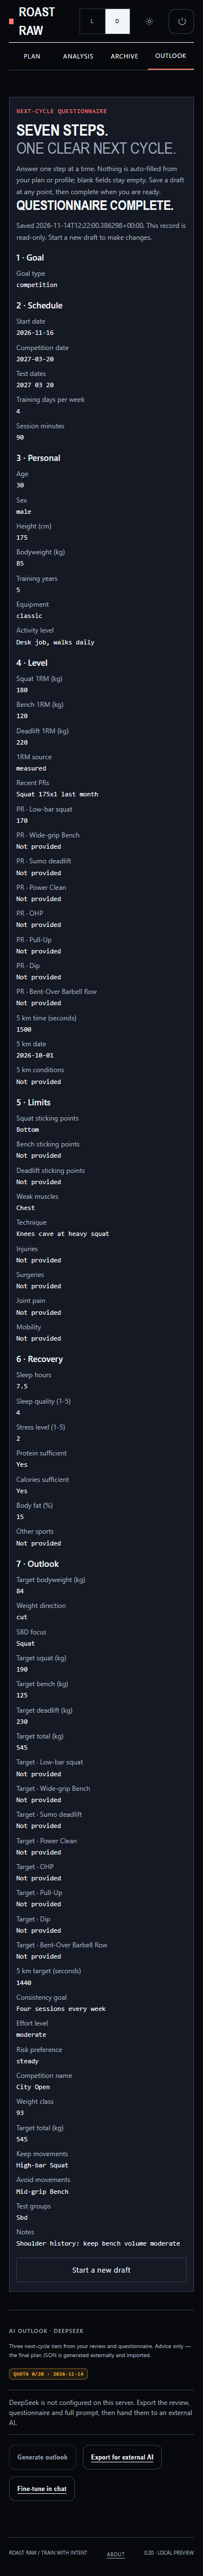 ROAST
RAW
L
D
PLAN
ANALYSIS
ARCHIVE
OUTLOOK
NEXT-CYCLE QUESTIONNAIRE
SEVEN STEPS.
ONE CLEAR NEXT CYCLE.
Answer one step at a time. Nothing is auto-filled from
your plan or profile; blank fields stay empty. Save a draft
at any point, then complete when you are ready.
QUESTIONNAIRE COMPLETE.
Saved 2026-11-14T12:22:00.386298+00:00. This record is
read-only. Start a new draft to make changes.
1 · Goal
Goal type
competition
2 · Schedule
Start date
2026-11-16
Competition date
2027-03-20
Test dates
2027 03 20
Training days per week
4
Session minutes
90
3 · Personal
Age
30
Sex
male
Height (cm)
175
Bodyweight (kg)
85
Training years
5
Equipment
classic
Activity level
Desk job, walks daily
4 · Level
Squat 1RM (kg)
180
Bench 1RM (kg)
120
Deadlift 1RM (kg)
220
1RM source
measured
Recent PRs
Squat 175x1 last month
PR · Low-bar squat
170
PR · Wide-grip Bench
Not provided
PR · Sumo deadlift
Not provided
PR · Power Clean
Not provided
PR · OHP
Not provided
PR · Pull-Up
Not provided
PR · Dip
Not provided
PR · Bent-Over Barbell Row
Not provided
5 km time (seconds)
1500
5 km date
2026-10-01
5 km conditions
Not provided
5 · Limits
Squat sticking points
Bottom
Bench sticking points
Not provided
Deadlift sticking points
Not provided
Weak muscles
Chest
Technique
Knees cave at heavy squat
Injuries
Not provided
Surgeries
Not provided
Joint pain
Not provided
Mobility
Not provided
6 · Recovery
Sleep hours
7.5
Sleep quality (1-5)
4
Stress level (1-5)
2
Protein sufficient
Yes
Calories sufficient
Yes
Body fat (%)
15
Other sports
Not provided
7 · Outlook
Target bodyweight (kg)
84
Weight direction
cut
SBD focus
Squat
Target squat (kg)
190
Target bench (kg)
125
Target deadlift (kg)
230
Target total (kg)
545
Target · Low-bar squat
Not provided
Target · Wide-grip Bench
Not provided
Target · Sumo deadlift
Not provided
Target · Power Clean
Not provided
Target · OHP
Not provided
Target · Pull-Up
Not provided
Target · Dip
Not provided
Target · Bent-Over Barbell Row
Not provided
5 km target (seconds)
1440
Consistency goal
Four sessions every week
Effort level
moderate
Risk preference
steady
Competition name
City Open
Weight class
93
Target total (kg)
545
Keep movements
High-bar Squat
Avoid movements
Mid-grip Bench
Test groups
Sbd
Notes
Shoulder history: keep bench volume moderate
Start a new draft
AI OUTLOOK · DEEPSEEK
Three next-cycle tiers from your review and questionnaire. Advice only —
the final plan JSON is generated externally and imported.
QUOTA 0/20 · 2026-11-14
DeepSeek is not configured on this server. Export the review,
questionnaire and full prompt, then hand them to an external
AI.
Generate outlook
Export for external AI
Fine-tune in chat
ROAST RAW / TRAIN WITH INTENT
ABOUT
0.20 · LOCAL PREVIEW